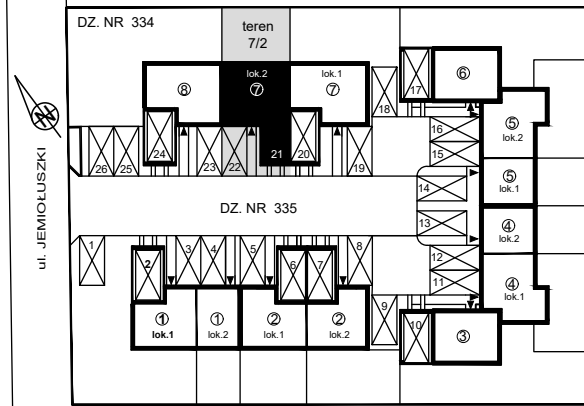 DZ. NR 334
teren
7/2
lok.2
lok.1
8
7
7
6
17
18
5
lok.2
16
15
24
23
22
21
20
19
26
25
14
5
lok.1
ul. JEMIOŁUSZKI
DZ. NR 335
13
4
lok.2
1
2
3
4
5
6
7
8
12
11
4
lok.1
9
10
1
lok.1
1
lok.2
2
lok.1
2
lok.2
3
N